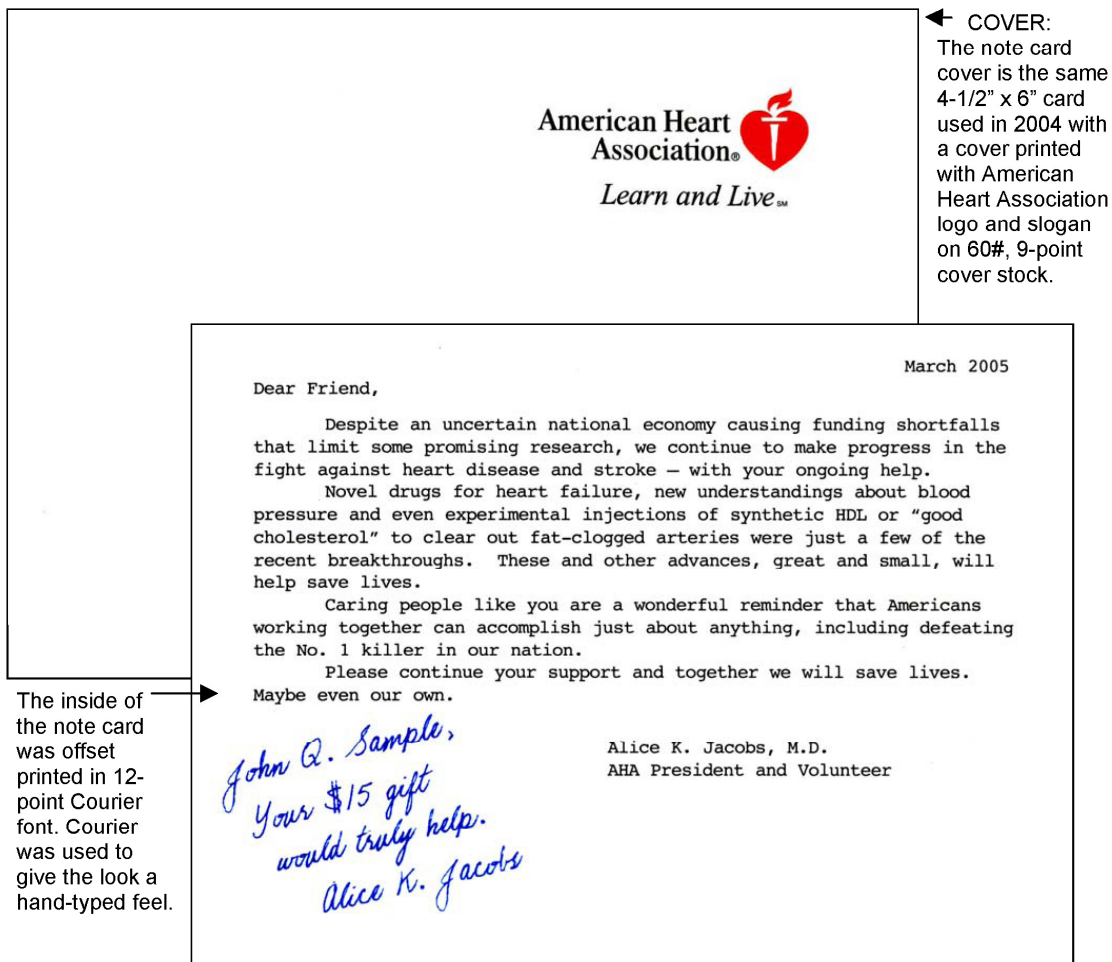 American Heart
Association®
Learn and Live℠
COVER:
The note card
cover is the same
4-1/2” x 6” card
used in 2004 with
a cover printed
with American
Heart Association
logo and slogan
on 60#, 9-point
cover stock.
March 2005
Dear Friend,
Despite an uncertain national economy causing funding shortfalls
that limit some promising research, we continue to make progress in the
fight against heart disease and stroke — with your ongoing help.
Novel drugs for heart failure, new understandings about blood
pressure and even experimental injections of synthetic HDL or “good
cholesterol” to clear out fat-clogged arteries were just a few of the
recent breakthroughs. These and other advances, great and small, will
help save lives.
Caring people like you are a wonderful reminder that Americans
working together can accomplish just about anything, including defeating
the No. 1 killer in our nation.
Please continue your support and together we will save lives.
Maybe even our own.
Alice K. Jacobs, M.D.
AHA President and Volunteer
John Q. Sample,
Your $15 gift
would truly help.
Alice K. Jacobs
The inside of
the note card
was offset
printed in 12-
point Courier
font. Courier
was used to
give the look a
hand-typed feel.